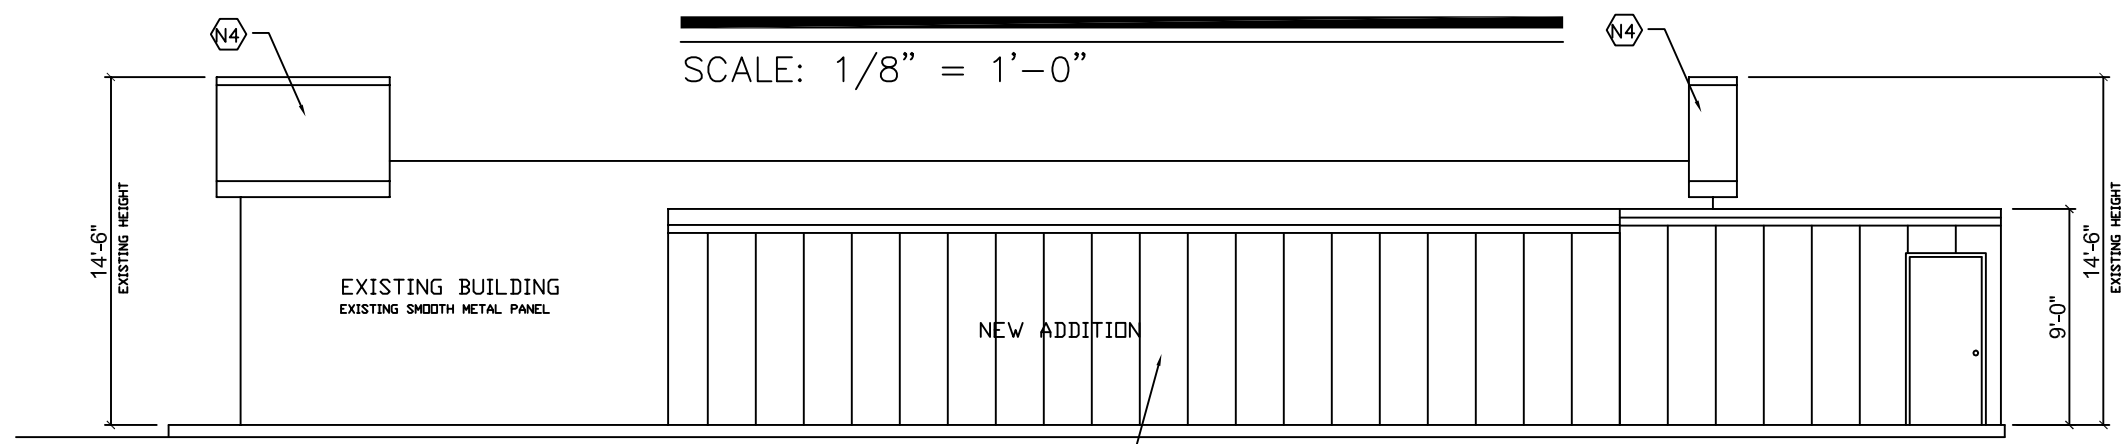 N4
N4
SCALE: 1/8" = 1'-0"
14'-6"
EXISTING HEIGHT
EXISTING BUILDING
EXISTING SMOOTH METAL PANEL
NEW ADDITION
9'-0"
14'-6"
EXISTING HEIGHT